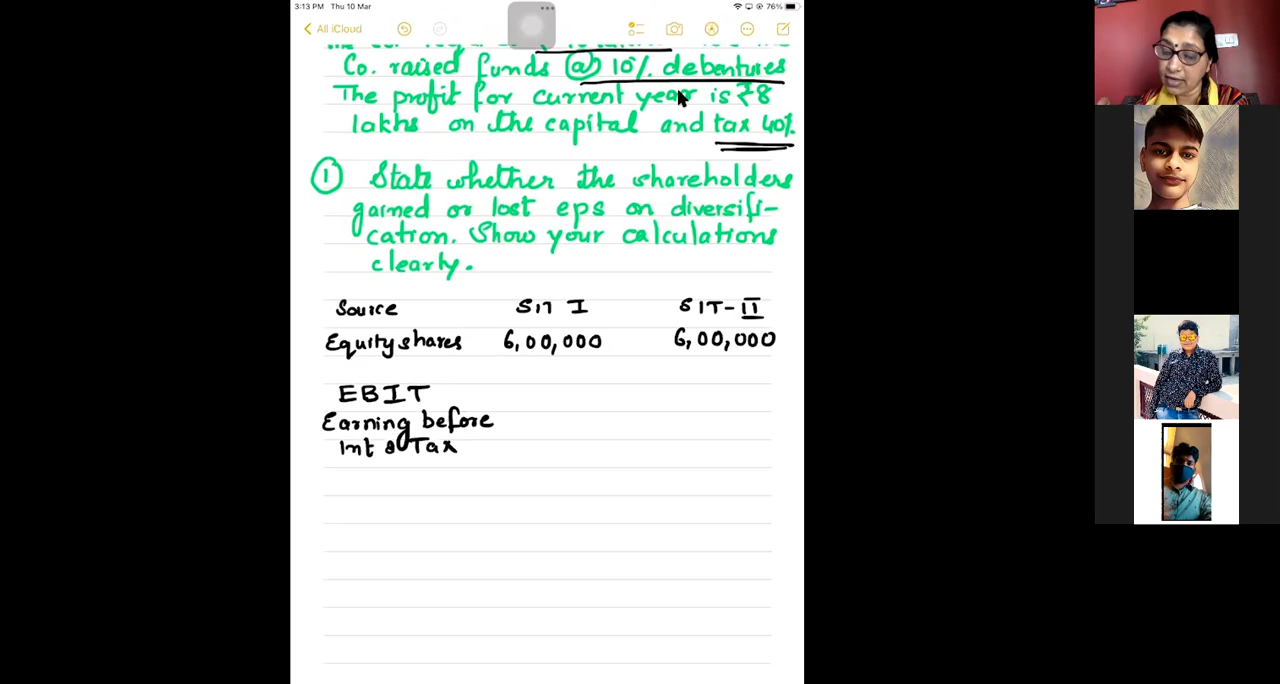 3:13 PM Thu 10 Mar
76%
All iCloud
Co. raised funds @ 10% debentures
The profit for current year is ₹8
lakhs on the capital and tax 40%.
① State whether the shareholders
gained or lost eps on diversifi-
cation. Show your calculations
clearly.
Source SIT I SIT-II
Equity shares 6,00,000 6,00,000
EBIT
Earning before
Int & Tax